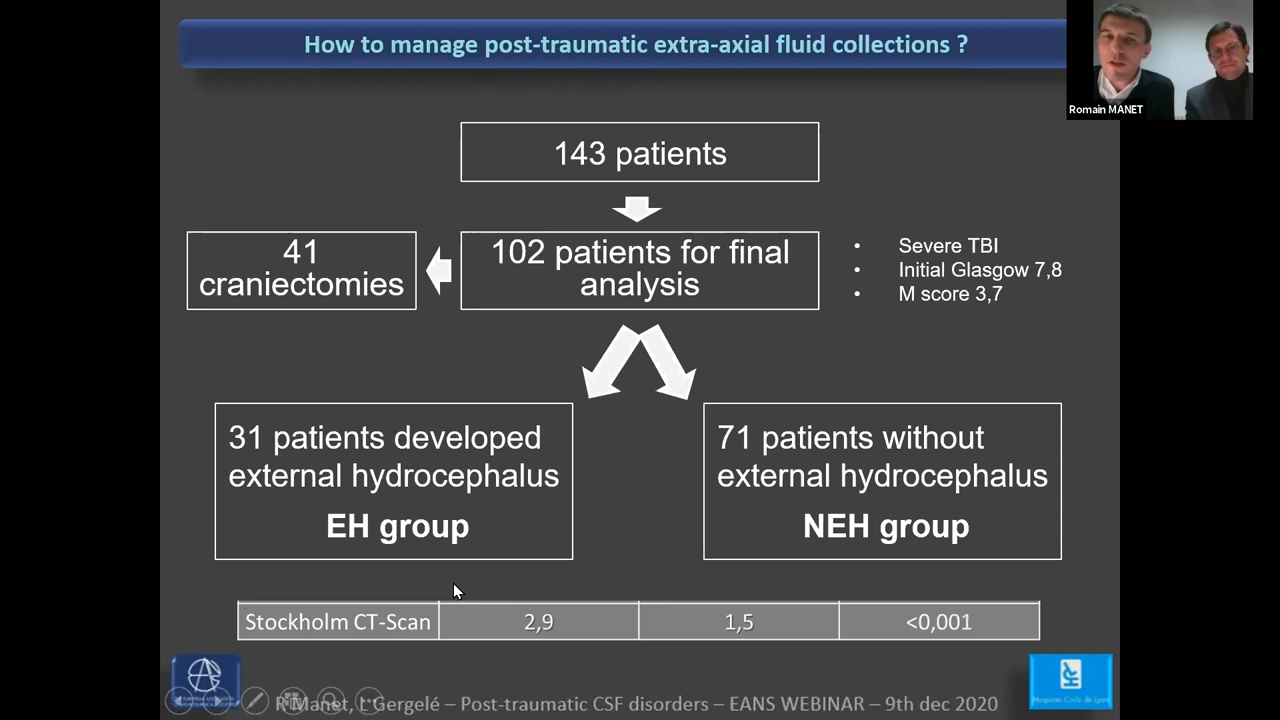 How to manage post-traumatic extra-axial fluid collections ?
Romain MANET
143 patients
41
craniectomies
102 patients for final
analysis
• Severe TBI
• Initial Glasgow 7,8
• M score 3,7
31 patients developed
external hydrocephalus
EH group
71 patients without
external hydrocephalus
NEH group
Stockholm CT-Scan 2,9 1,5 <0,001
R Manet, L Gergelé – Post-traumatic CSF disorders – EANS WEBINAR – 9th dec 2020